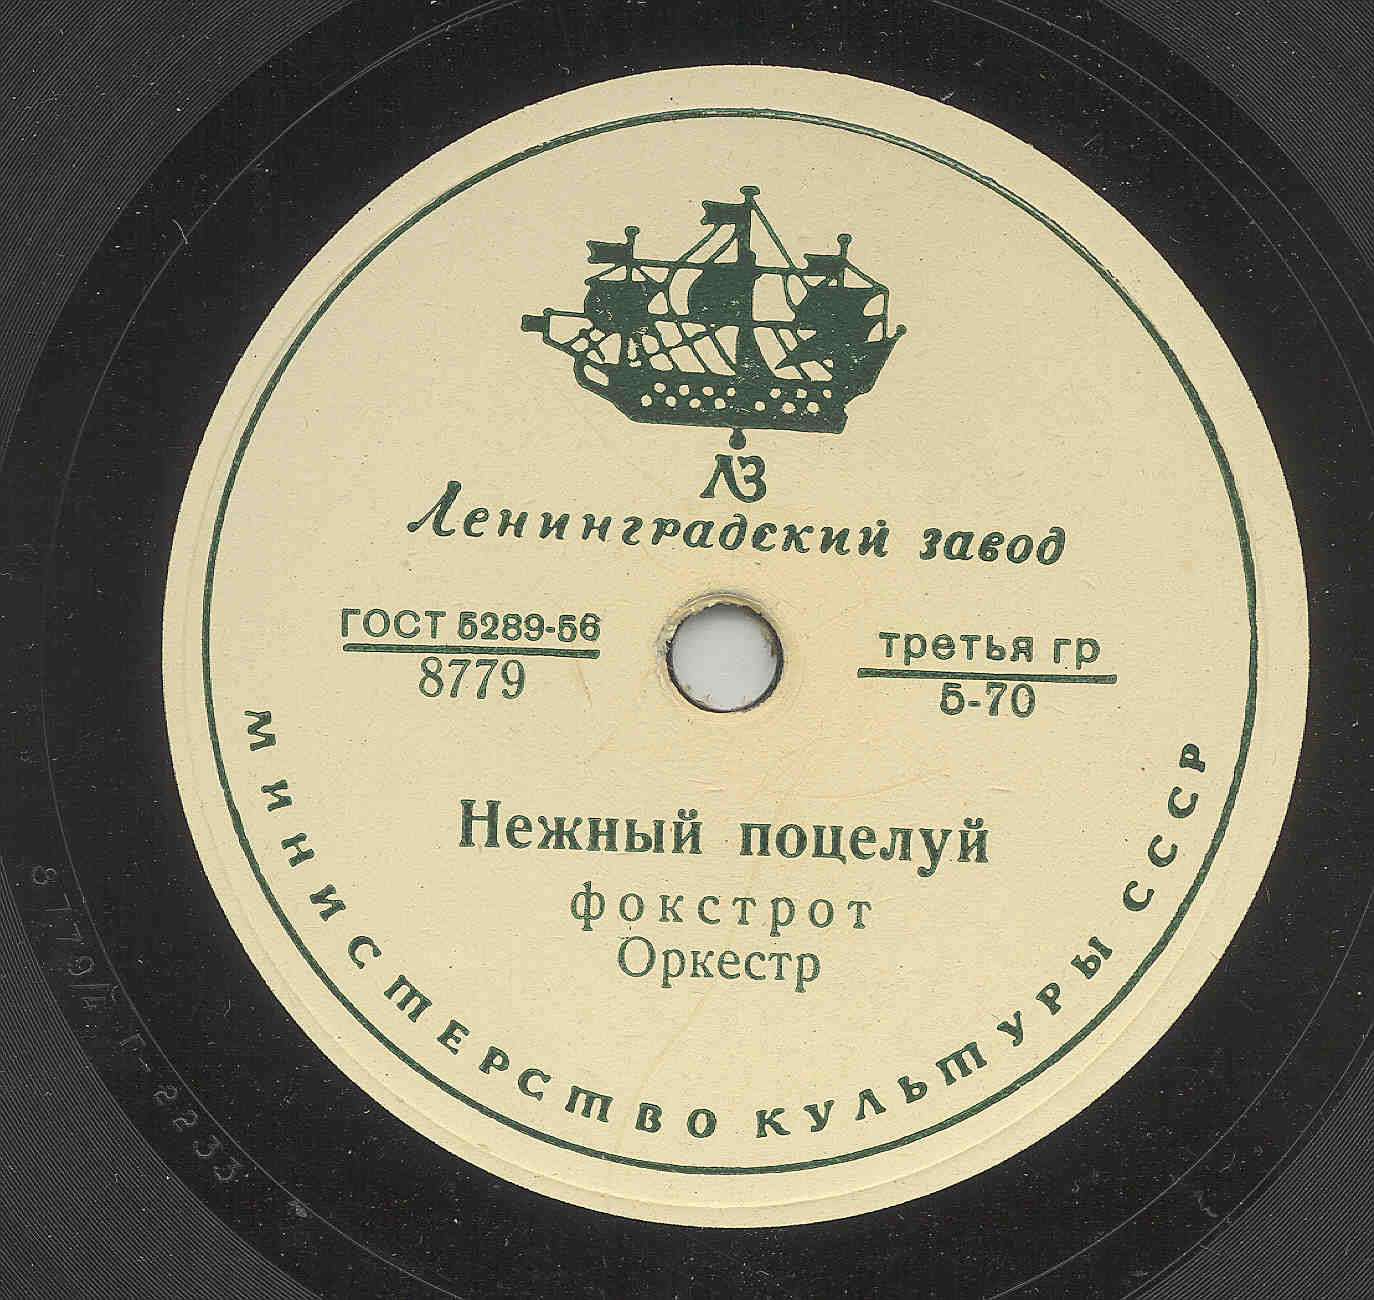 ЛЗ
Ленинградский завод
ГОСТ 5289-56
8779
третья гр
5-70
Нежный поцелуй
фокстрот
Оркестр
МИНИСТЕРСТВО КУЛЬТУРЫ СССР